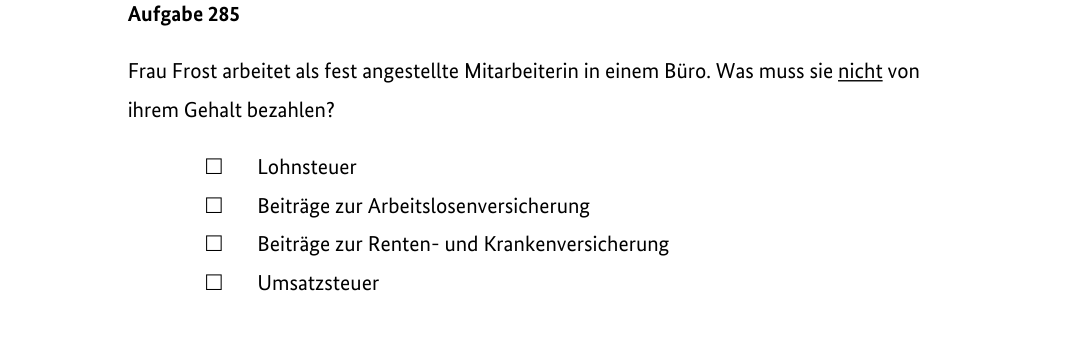 Aufgabe 285
Frau Frost arbeitet als fest angestellte Mitarbeiterin in einem Büro. Was muss sie nicht von
ihrem Gehalt bezahlen?
☐ Lohnsteuer
☐ Beiträge zur Arbeitslosenversicherung
☐ Beiträge zur Renten- und Krankenversicherung
☐ Umsatzsteuer